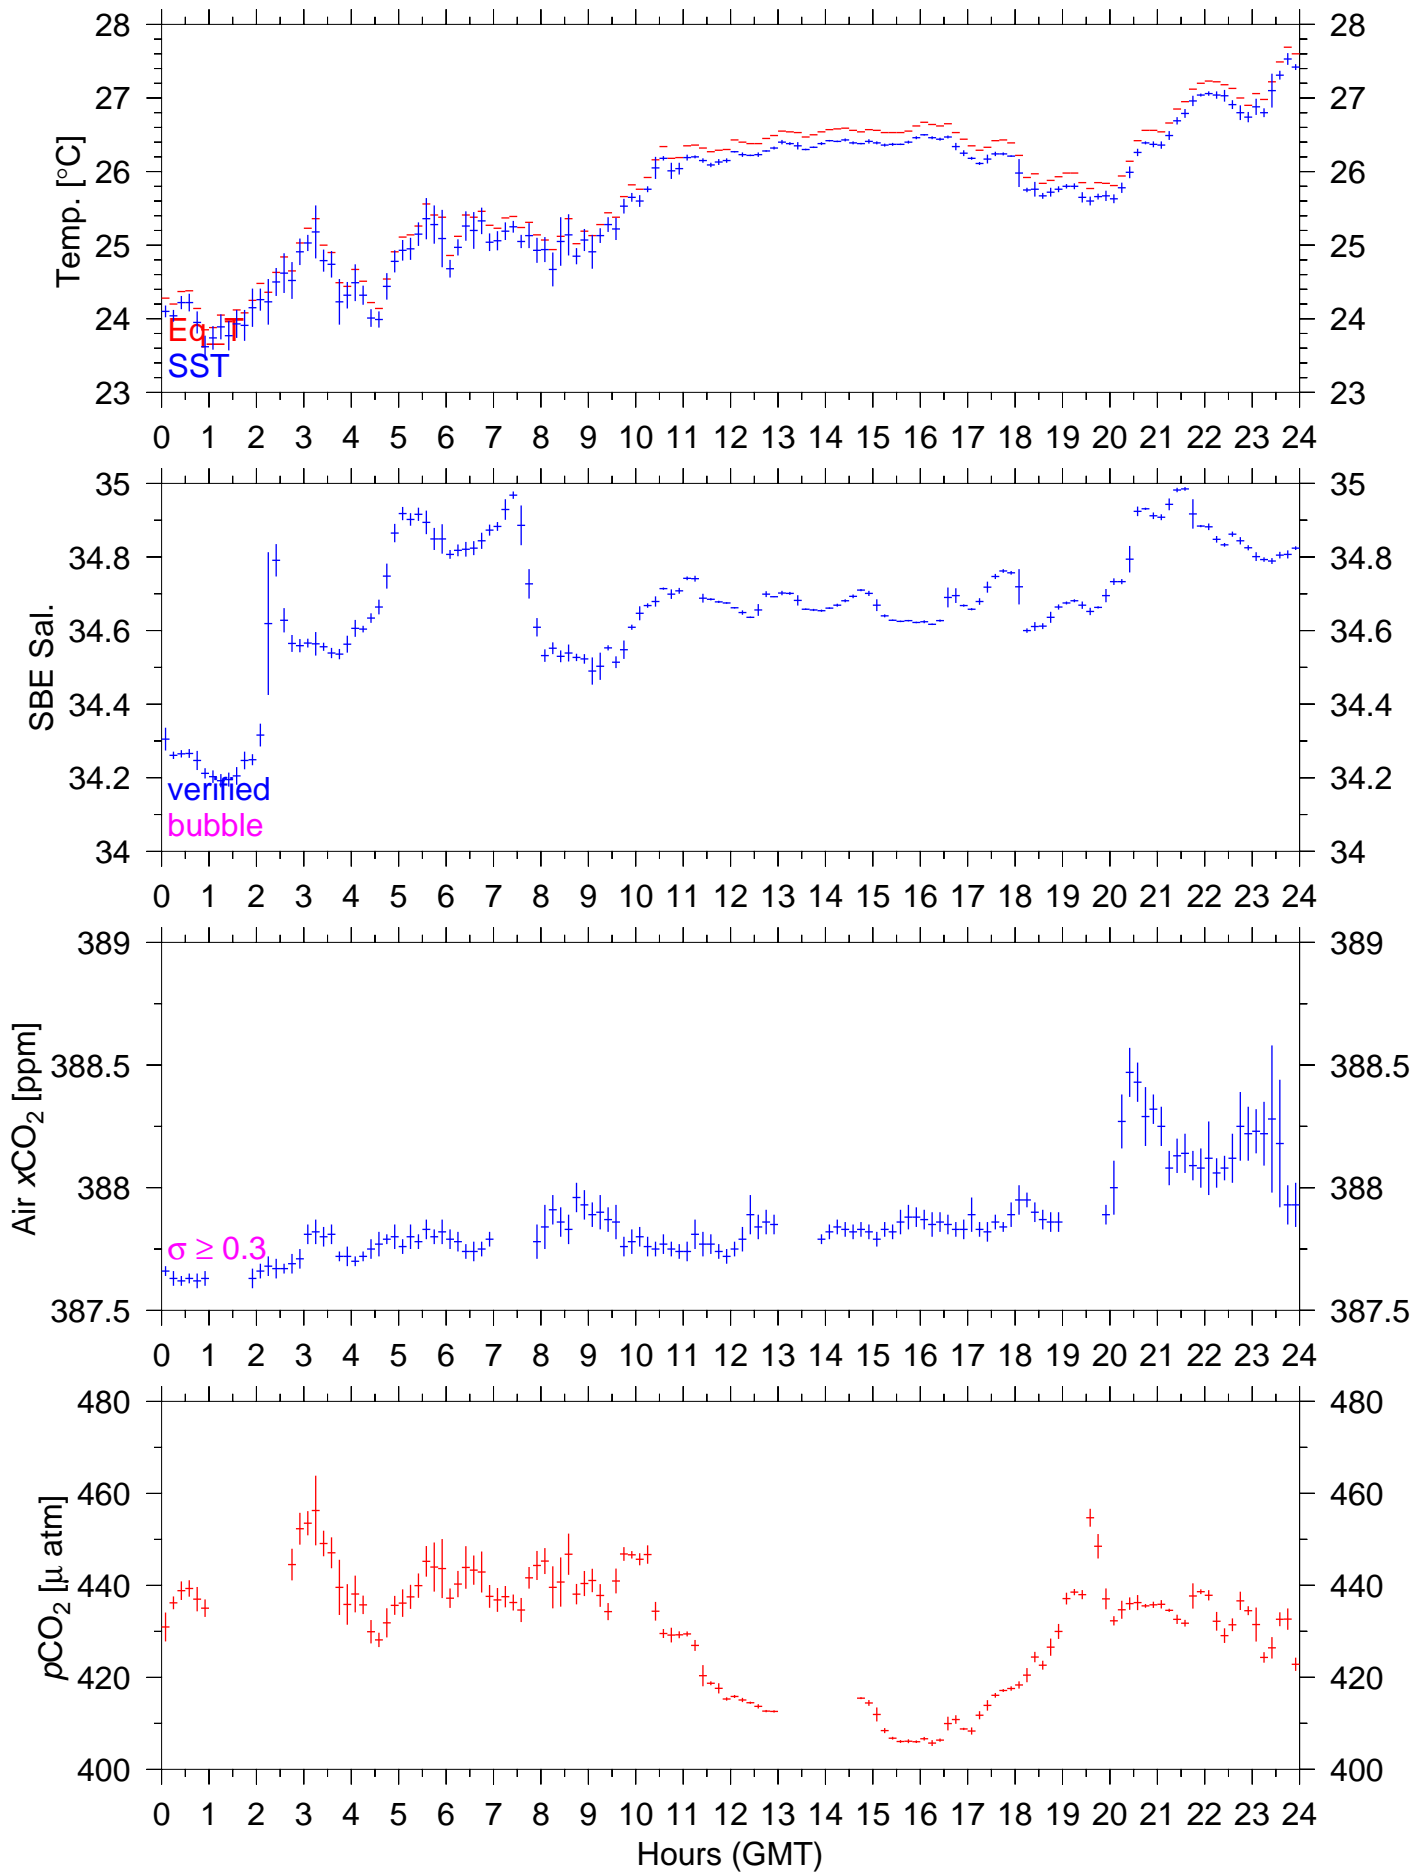 28 28
27 27
26 26
25 25
24 24
23 23
Temp. [°C]
Eq_T
SST
0 1 2 3 4 5 6 7 8 9 10 11 12 13 14 15 16 17 18 19 20 21 22 23 24
35 35
34.8 34.8
34.6 34.6
34.4 34.4
34.2 34.2
34 34
SBE Sal.
verified
bubble
0 1 2 3 4 5 6 7 8 9 10 11 12 13 14 15 16 17 18 19 20 21 22 23 24
389 389
388.5 388.5
388 388
387.5 387.5
Air xCO₂ [ppm]
σ ≥ 0.3
0 1 2 3 4 5 6 7 8 9 10 11 12 13 14 15 16 17 18 19 20 21 22 23 24
480 480
460 460
440 440
420 420
400 400
pCO₂ [μ atm]
0 1 2 3 4 5 6 7 8 9 10 11 12 13 14 15 16 17 18 19 20 21 22 23 24
Hours (GMT)